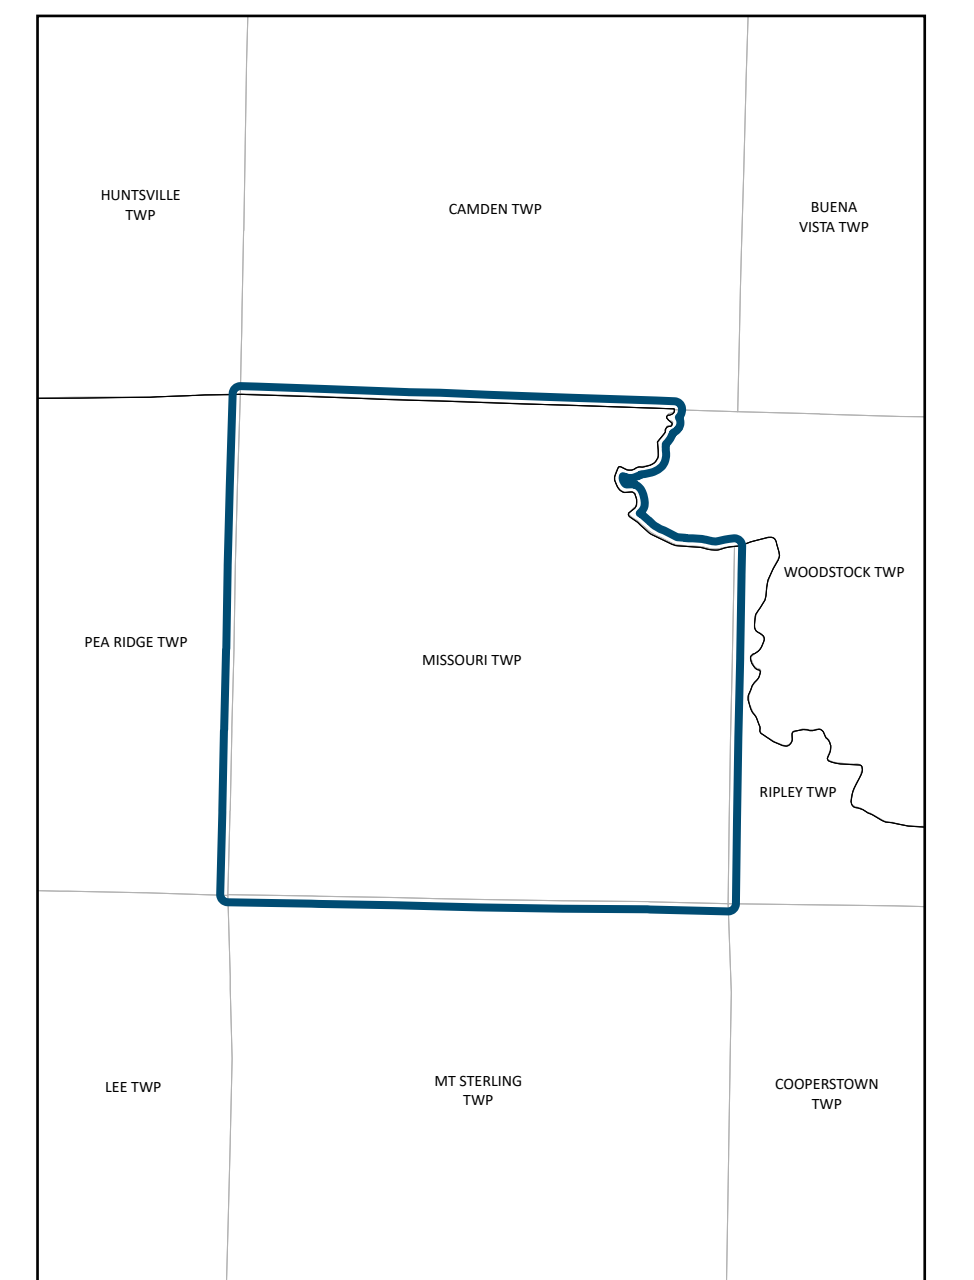 HUNTSVILLE
TWP
CAMDEN TWP
BUENA
VISTA TWP
WOODSTOCK TWP
PEA RIDGE TWP
MISSOURI TWP
RIPLEY TWP
LEE TWP
MT STERLING
TWP
COOPERSTOWN
TWP